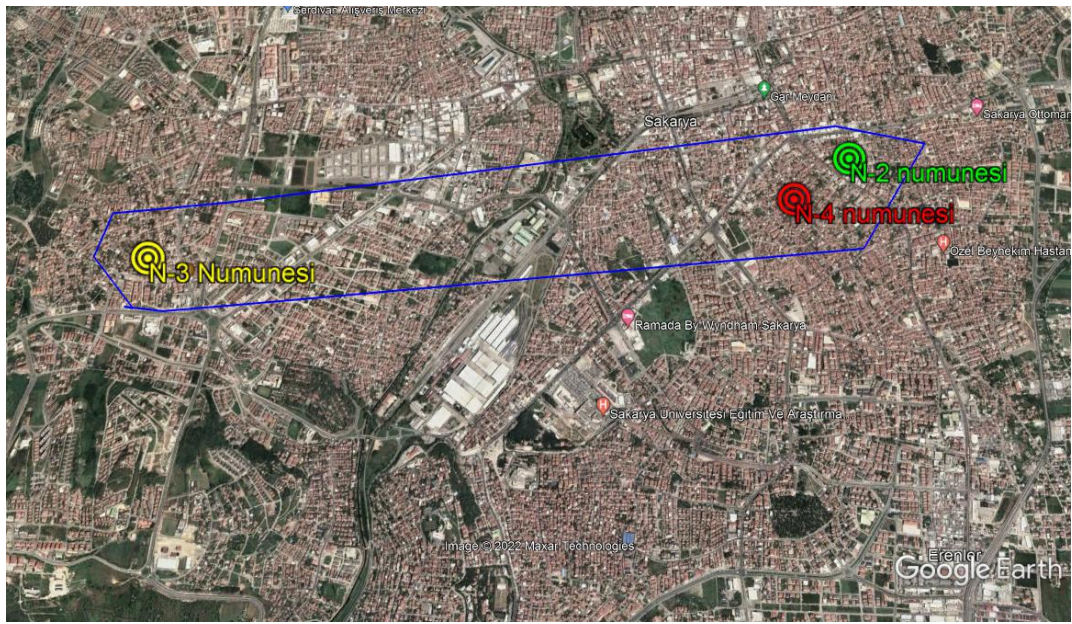 Serdivan Alışveriş Merkezi
Gar Meydanı
Sakarya Ottoman
Sakarya
N-2 numunesi
N-4 numunesi
Özel Beyhekim Hastan
N-3 Numunesi
Ramada By Wyndham Sakarya
Sakarya Üniversitesi Eğitim Ve Araştırma...
Image © 2022 Maxar Technologies
Erenler
Google Earth